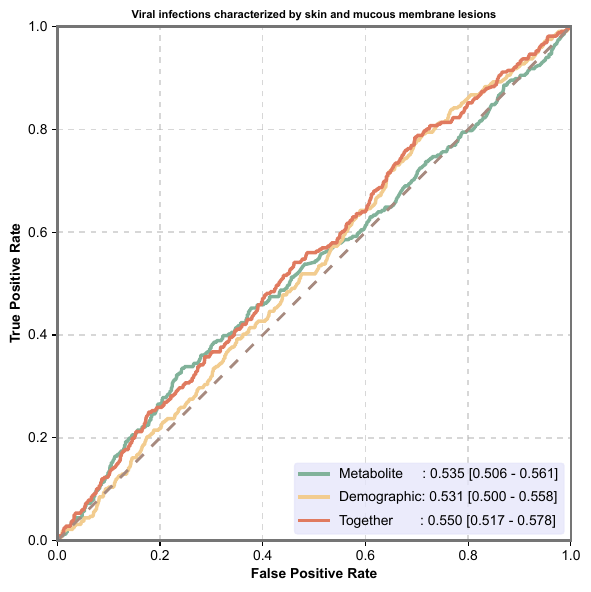 Viral infections characterized by skin and mucous membrane lesions
1.0
0.8
0.6
0.4
0.2
0.0
True Positive Rate
Metabolite : 0.535 [0.506 - 0.561]
Demographic: 0.531 [0.500 - 0.558]
Together : 0.550 [0.517 - 0.578]
0.0 0.2 0.4 0.6 0.8 1.0
False Positive Rate